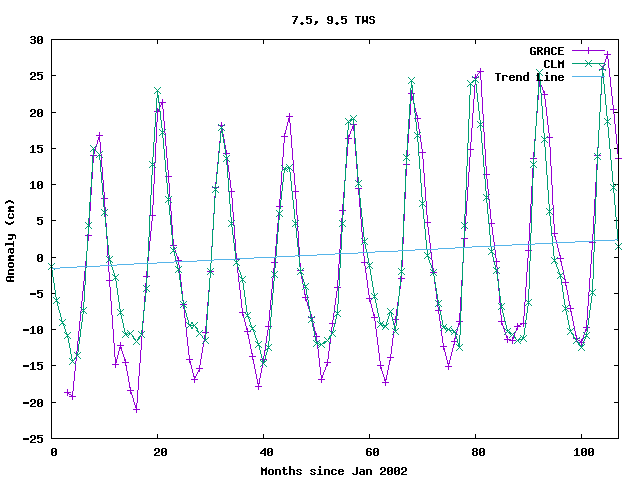 7.5, 9.5 TWS
GRACE
CLM
Trend Line
30
25
20
15
10
5
0
-5
-10
-15
-20
-25
Anomaly (cm)
0 20 40 60 80 100
Months since Jan 2002